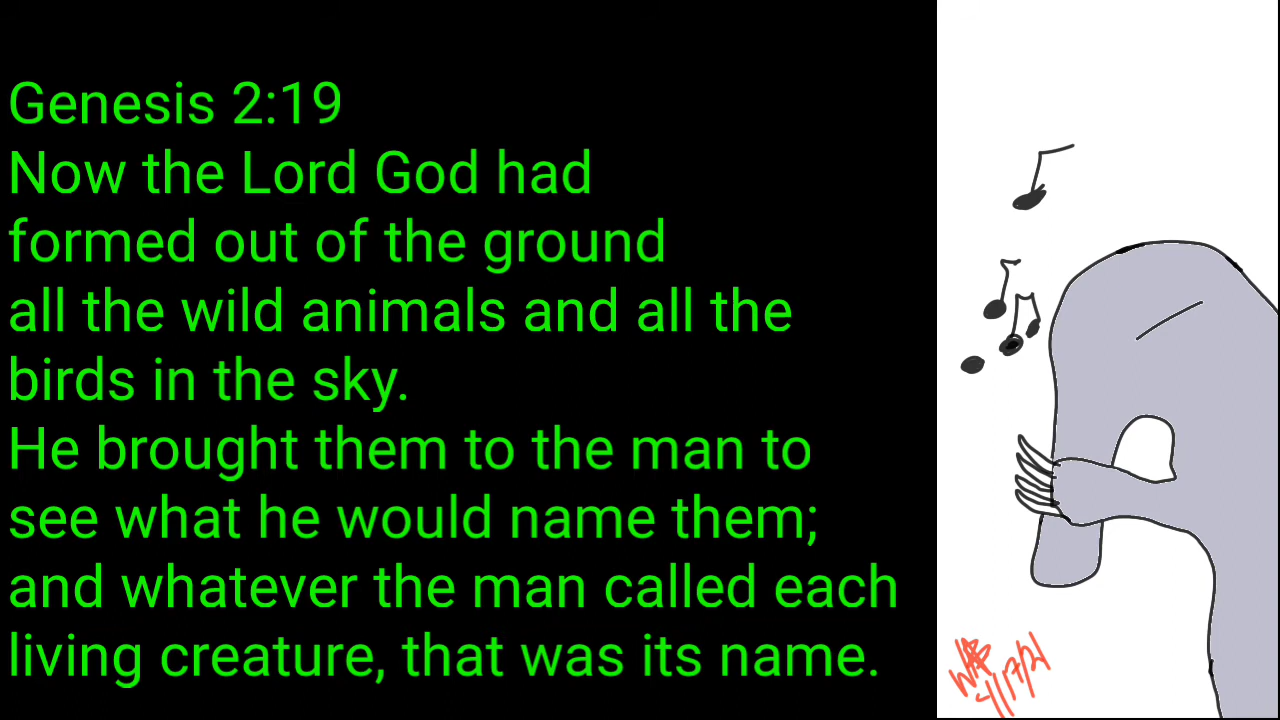 Genesis 2:19
Now the Lord God had
formed out of the ground
all the wild animals and all the
birds in the sky.
He brought them to the man to
see what he would name them;
and whatever the man called each
living creature, that was its name.